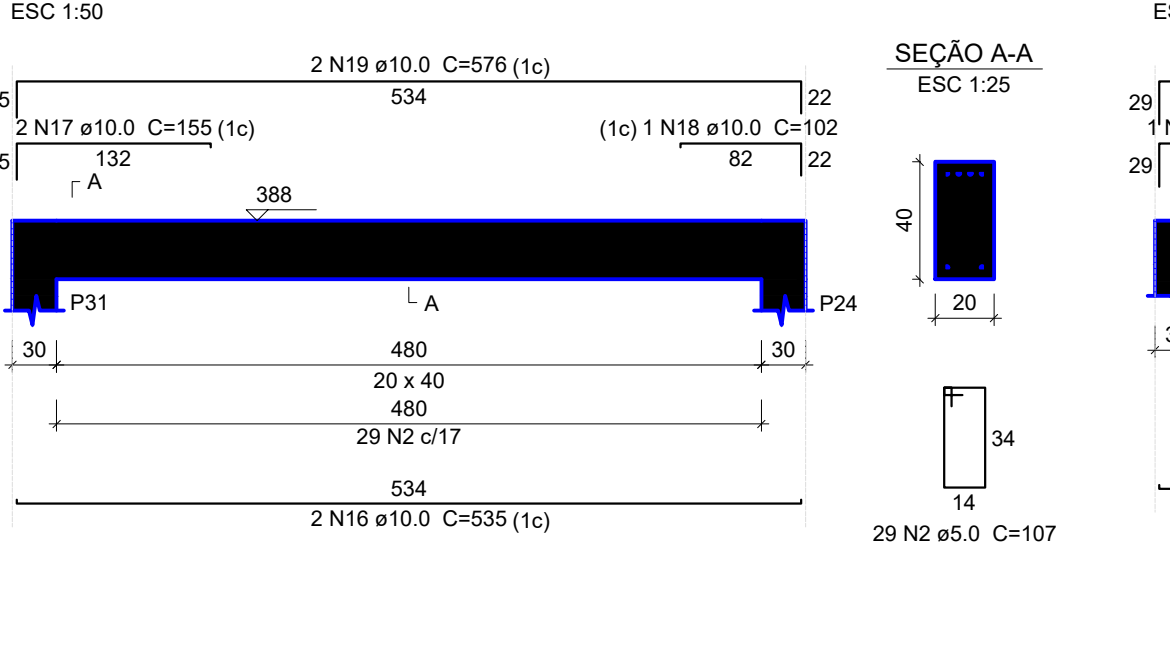 ESC 1:50
2 N19 ø10.0 C=576 (1c)
534
22
2 N17 ø10.0 C=155 (1c)
132
(1c) 1 N18 ø10.0 C=102
82
22
A
388
A
P31
P24
30
480
30
20 x 40
480
29 N2 c/17
534
2 N16 ø10.0 C=535 (1c)
SEÇÃO A-A
ESC 1:25
40
20
34
14
29 N2 ø5.0 C=107
29
29